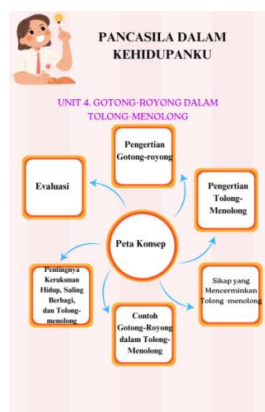 PANCASILA DALAM
KEHIDUPANKU
UNIT 4. GOTONG-ROYONG DALAM
TOLONG-MENOLONG
Pengertian
Gotong-royong
Evaluasi
Pengertian
Tolong-
Menolong
Peta Konsep
Pentingnya
Kerukunan
Hidup, Saling
Berbagi,
dan Tolong-
menolong
Sikap yang
Mencerminkan
Tolong -menolong
Contoh
Gotong-Royong
dalam Tolong-
Menolong